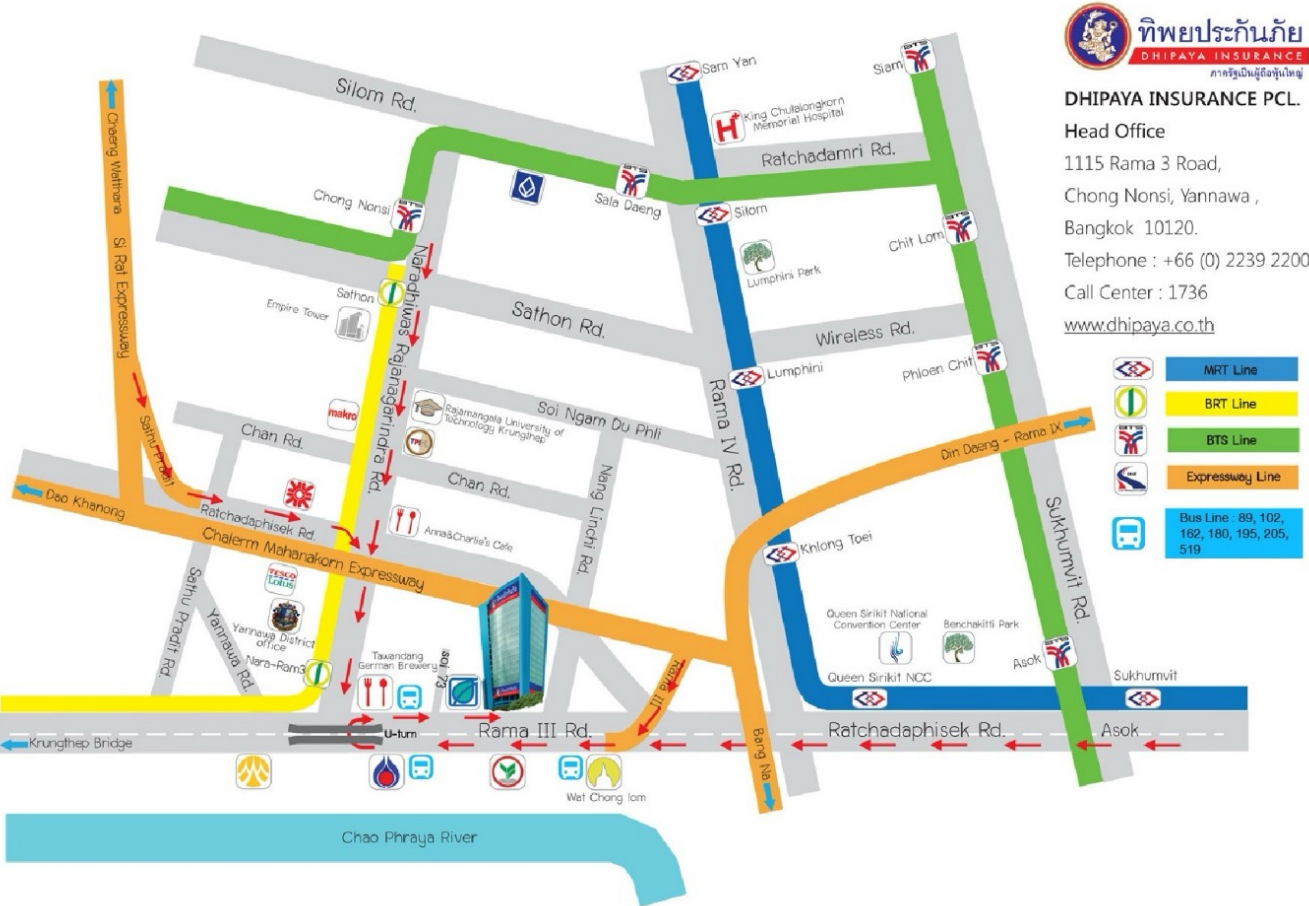 ทิพยประกันภัย
DHIPAYA INSURANCE
ภาครัฐเป็นผู้ถือหุ้นใหญ่
DHIPAYA INSURANCE PCL.
Head Office
1115 Rama 3 Road,
Chong Nonsi, Yannawa ,
Bangkok 10120.
Telephone : +66 (0) 2239 2200
Call Center : 1736
www.dhipaya.co.th
MRT Line
BRT Line
BTS
BTS Line
Expressway Line
Bus Line : 89, 102,
162, 180, 195, 205,
519
Silom Rd.
Sam Yan
BTS
Siam
H
King Chulalongkorn
Memorial Hospital
Ratchadamri Rd.
Chaeng Watthana
Si Rat Expressway
Chong Nonsi
BTS
BTS
Sala Daeng
Silom
Chit Lom
BTS
Lumphini Park
Naradhiwas Rajanagarindra Rd.
Sathon
Empire Tower
Sathon Rd.
Wireless Rd.
Lumphini
Phloen Chit
BTS
Rama IV Rd.
makro
Rajamangala University of
Technology Krungthep
Soi Ngam Du Phli
Chan Rd.
Chan Rd.
Nang Linchi Rd.
Din Daeng - Rama IX
Sathu Pradit
Dao Khanong
Ratchadaphisek Rd.
Chalerm Mahanakorn Expressway
Anna&Charlie's Cafe
Khlong Toei
Sukhumvit Rd.
TESCO
Lotus
Sathu Pradit Rd.
Yannawa Rd.
Yannawa District
office
Nara-Ram3
Tawandang
German Brewery
soi 73
Rama III
Queen Sirikit National
Convention Center
Benchakitti Park
Asok
BTS
Queen Sirikit NCC
Sukhumvit
Krungthep Bridge
U-turn
Rama III Rd.
Bang Na
Ratchadaphisek Rd.
Asok
Wat Chong lom
Chao Phraya River